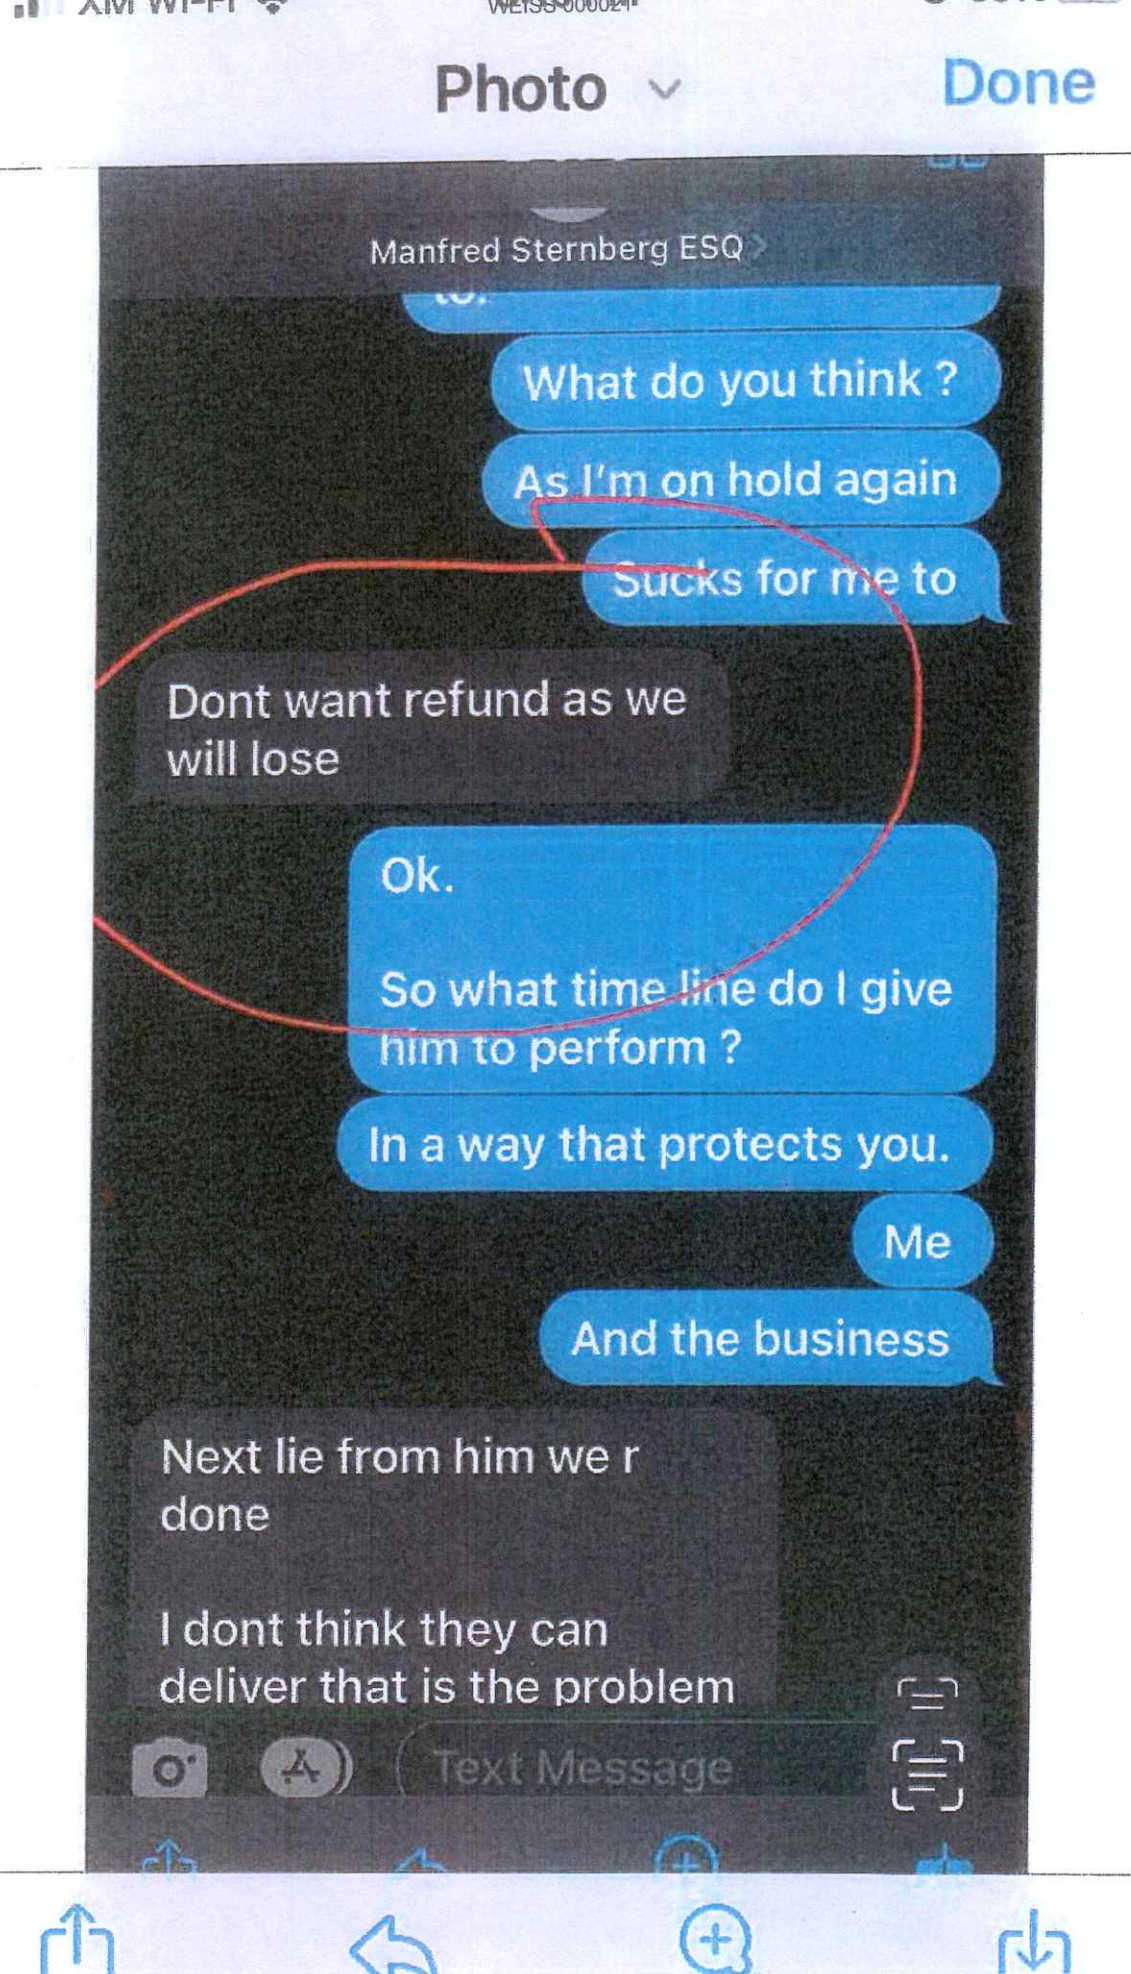 WEISS-000021
Photo
Done
Manfred Sternberg ESQ
to.
What do you think ?
As I'm on hold again
Sucks for me to
Dont want refund as we
will lose
Ok.
So what time line do I give
him to perform ?
In a way that protects you.
Me
And the business
Next lie from him we r
done
I dont think they can
deliver that is the problem
Text Message